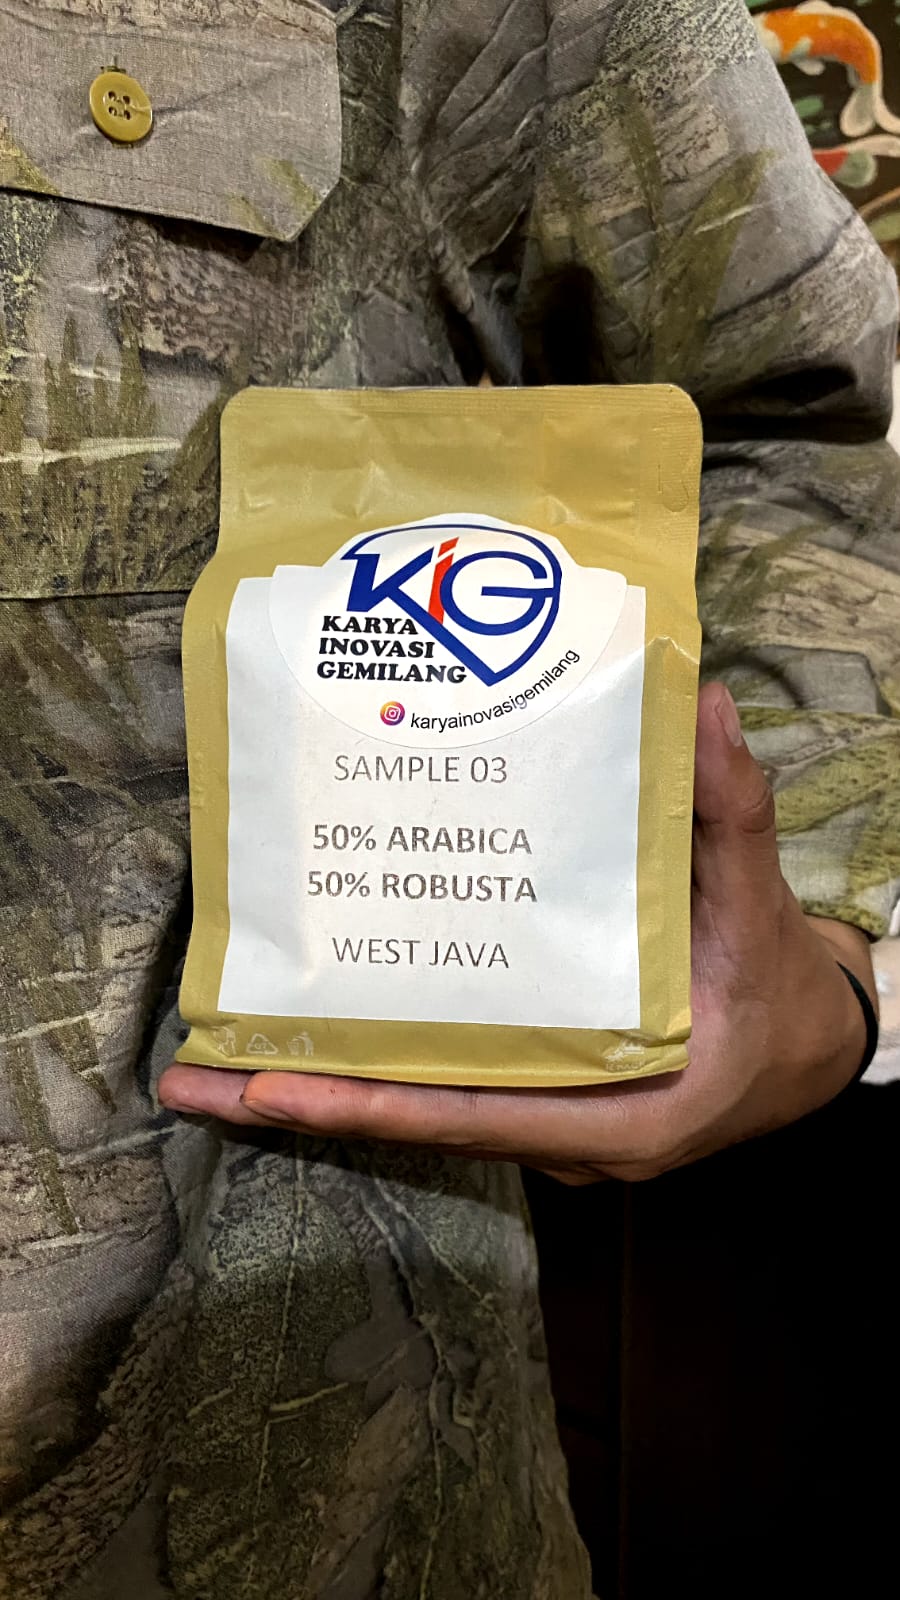 KiG
KARYA
INOVASI
GEMILANG
karyainovasigemilang
SAMPLE 03
50% ARABICA
50% ROBUSTA
WEST JAVA